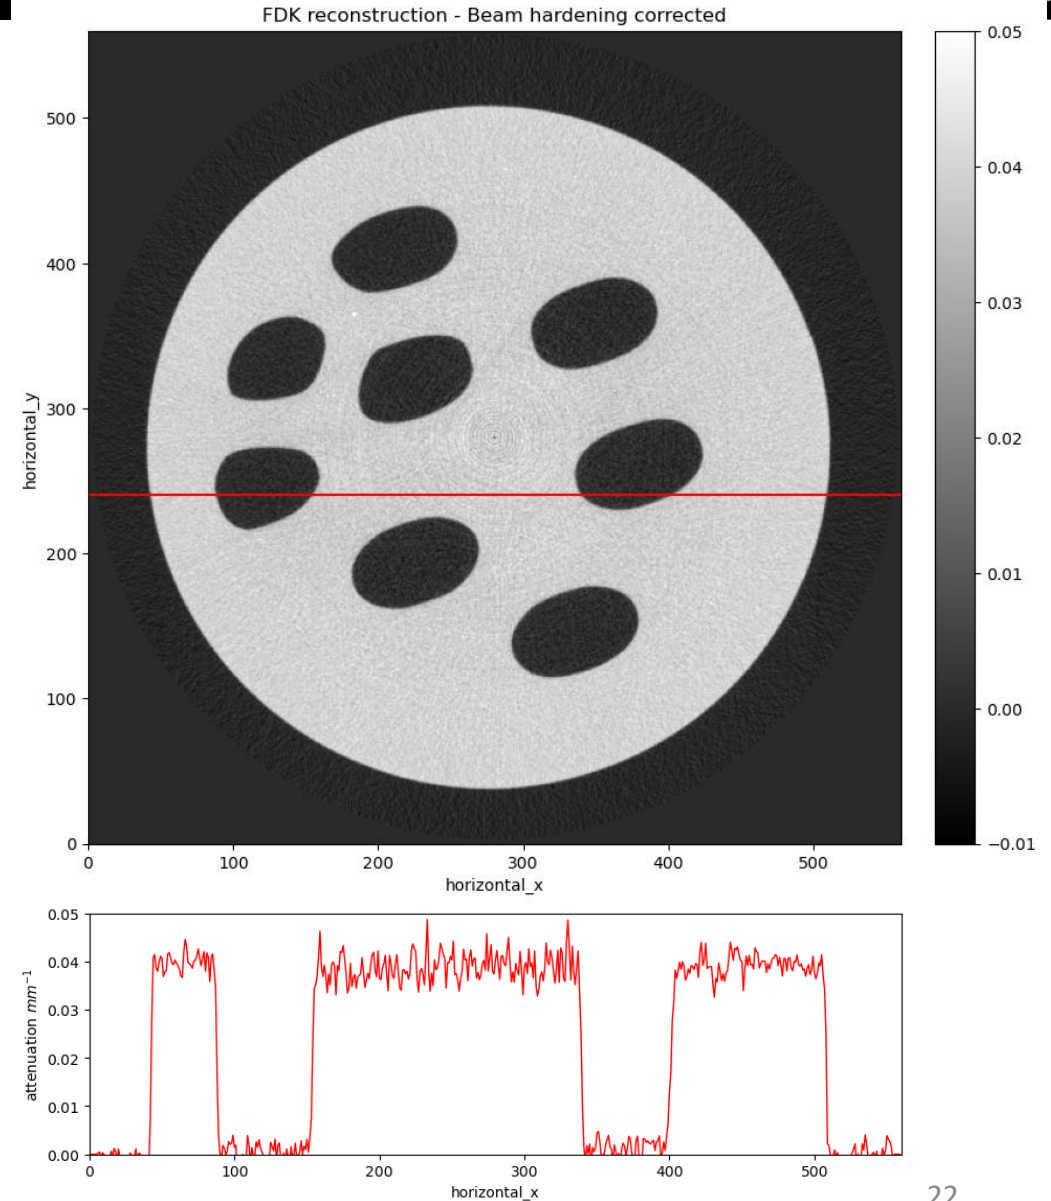 FDK reconstruction - Beam hardening corrected
0.05
0.04
0.03
0.02
0.01
0.00
−0.01
500
400
300
200
100
0
horizontal_y
0 100 200 300 400 500
horizontal_x
0.05
0.04
0.03
0.02
0.01
0.00
attenuation mm⁻¹
0 100 200 300 400 500
horizontal_x
22